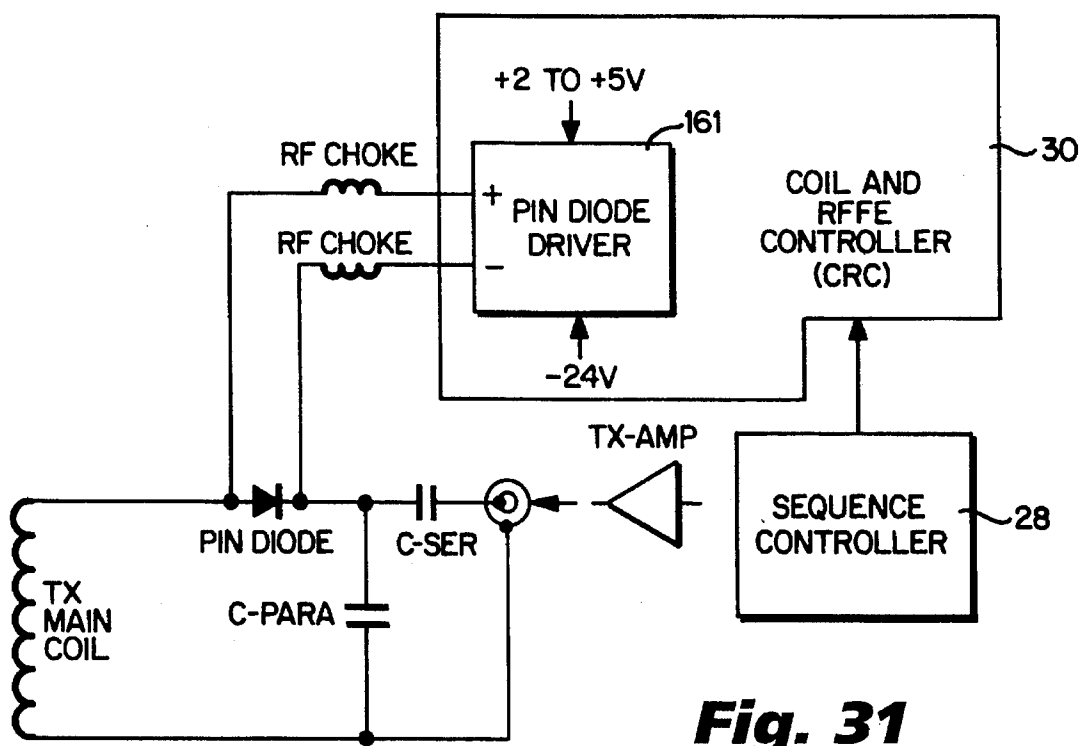 +2 TO +5V
161
RF CHOKE
+
PIN DIODE
DRIVER
RF CHOKE
−
-24V
COIL AND
RFFE
CONTROLLER
(CRC)
30
TX-AMP
PIN DIODE
C-SER
SEQUENCE
CONTROLLER
28
TX
MAIN
COIL
C-PARA
Fig. 31